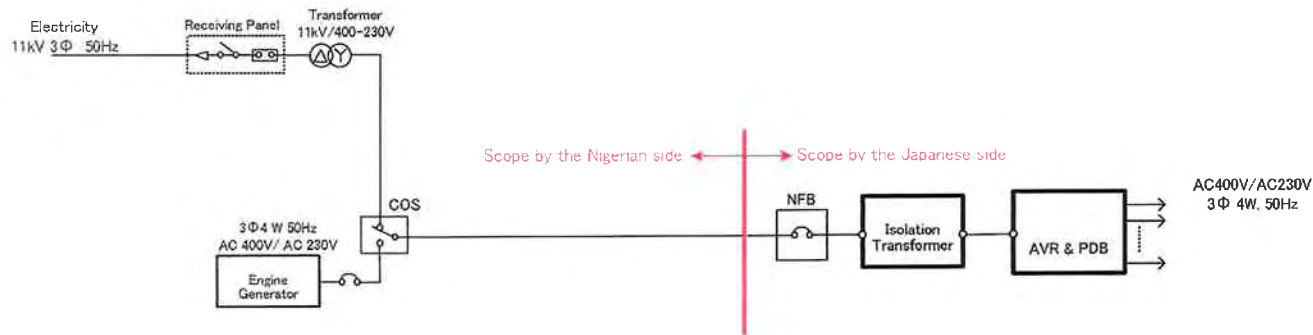 Electricity
11kV 3Φ 50Hz
Receiving Panel
Transformer
11kV/400-230V
Scope by the Nigerian side
Scope by the Japanese side
COS
3Φ4 W 50Hz
AC 400V/ AC 230V
Engine
Generator
NFB
Isolation
Transformer
AVR & PDB
AC400V/AC230V
3Φ 4W, 50Hz